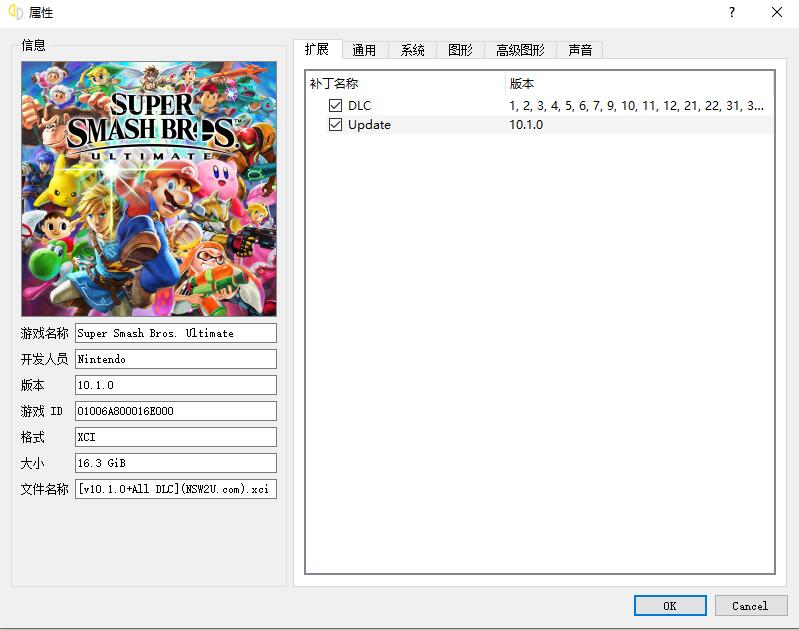 属性
信息
SUPER
SMASH BROS.™
ULTIMATE
游戏名称 Super Smash Bros. Ultimate
开发人员 Nintendo
版本 10.1.0
游戏 ID 01006A800016E000
格式 XCI
大小 16.3 GiB
文件名称 [v10.1.0+All DLC](NSW2U.com).xci
扩展 通用 系统 图形 高级图形 声音
补丁名称 版本
DLC 1, 2, 3, 4, 5, 6, 7, 9, 10, 11, 12, 21, 22, 31, 3...
Update 10.1.0
OK Cancel